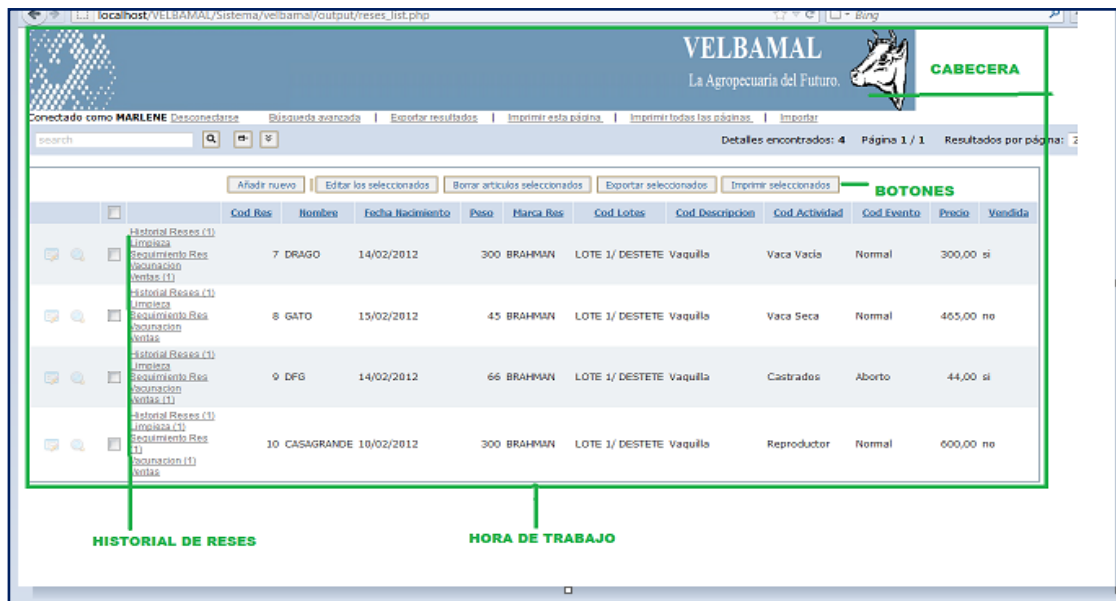 localhost/VELBAMAL/Sistema/velbamal/output/reses_list.php
Bing
VELBAMAL
La Agropecuaria del Futuro.
CABECERA
Conectado como MARLENE Desconectarse Búsqueda avanzada | Exportar resultados | Imprimir esta página | Imprimir todas las páginas | Importar
search
Detalles encontrados: 4 Página 1 / 1 Resultados por página: 2
Añadir nuevo | Editar los seleccionados Borrar articulos seleccionados Exportar seleccionados Imprimir seleccionados
BOTONES
Cod Res Nombre Fecha Nacimiento Peso Marca Res Cod Lotes Cod Descripcion Cod Actividad Cod Evento Precio Vendida
Historial Reses (1)
Limpieza
Seguimiento Res
Vacunacion
Ventas (1)
7 DRAGO 14/02/2012 300 BRAHMAN LOTE 1/ DESTETE Vaquilla Vaca Vacia Normal 300,00 si
Historial Reses (1)
Limpieza
Seguimiento Res
Vacunacion
Ventas
8 GATO 15/02/2012 45 BRAHMAN LOTE 1/ DESTETE Vaquilla Vaca Seca Normal 465,00 no
Historial Reses (1)
Limpieza
Seguimiento Res
Vacunacion
Ventas (1)
9 DFG 14/02/2012 66 BRAHMAN LOTE 1/ DESTETE Vaquilla Castrados Aborto 44,00 si
Historial Reses (1)
Limpieza (1)
Seguimiento Res
(1)
Vacunacion (1)
Ventas
10 CASAGRANDE 10/02/2012 300 BRAHMAN LOTE 1/ DESTETE Vaquilla Reproductor Normal 600,00 no
HISTORIAL DE RESES
HORA DE TRABAJO